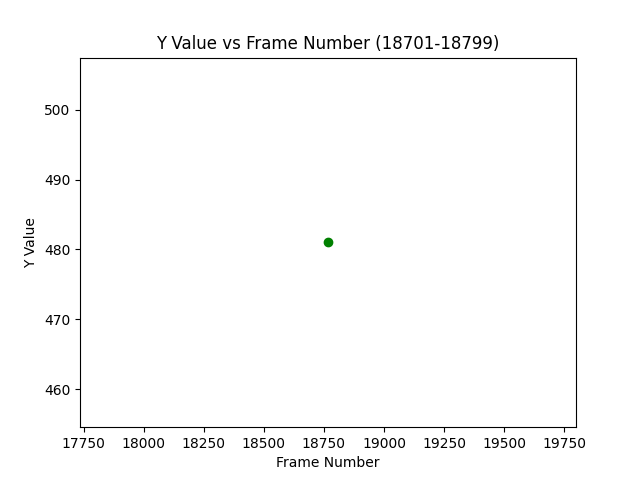 Y Value vs Frame Number (18701-18799)
Y Value
500
490
480
470
460
17750 18000 18250 18500 18750 19000 19250 19500 19750
Frame Number